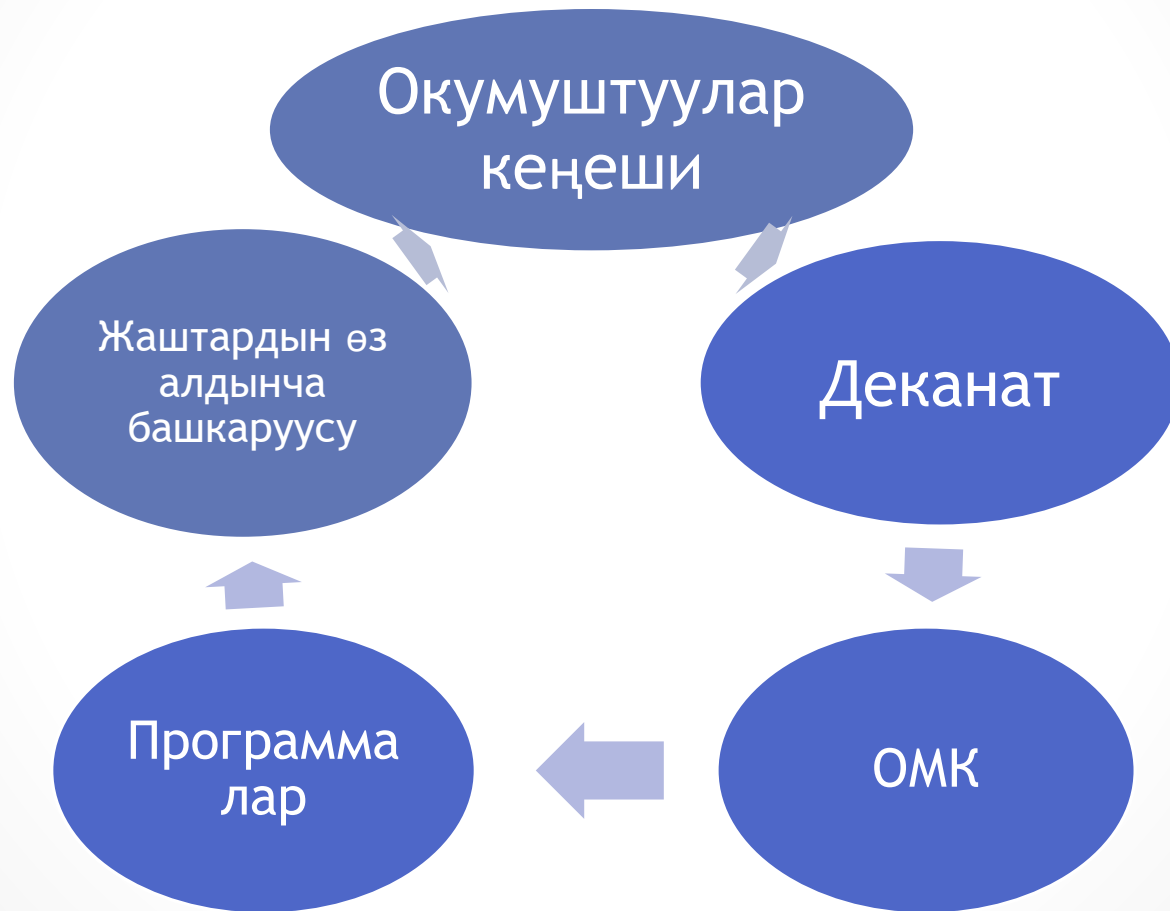 Окумуштуулар
кеңеши
Деканат
ОМК
Программа
лар
Жаштардын өз
алдынча
башкаруусу